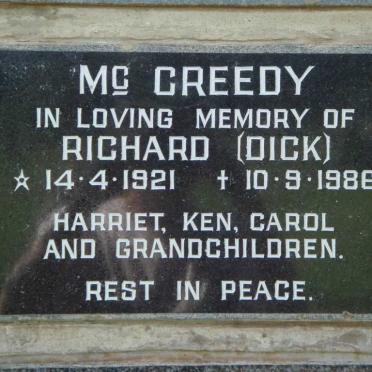 Mc CREEDY
IN LOVING MEMORY OF
RICHARD (DICK)
☆ 14·4·1921 † 10·9·1986
HARRIET, KEN, CAROL
AND GRANDCHILDREN.
REST IN PEACE.